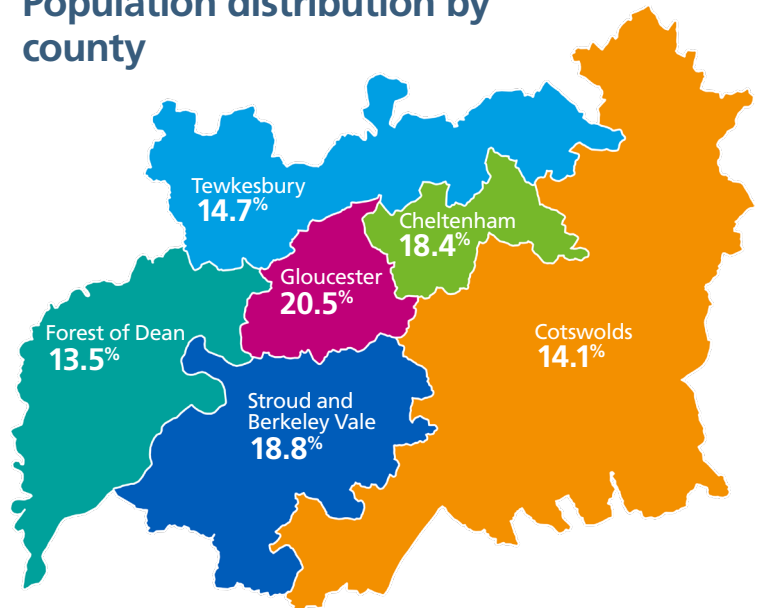 Population distribution by
county
Tewkesbury
14.7%
Cheltenham
18.4%
Gloucester
20.5%
Forest of Dean
13.5%
Cotswolds
14.1%
Stroud and
Berkeley Vale
18.8%